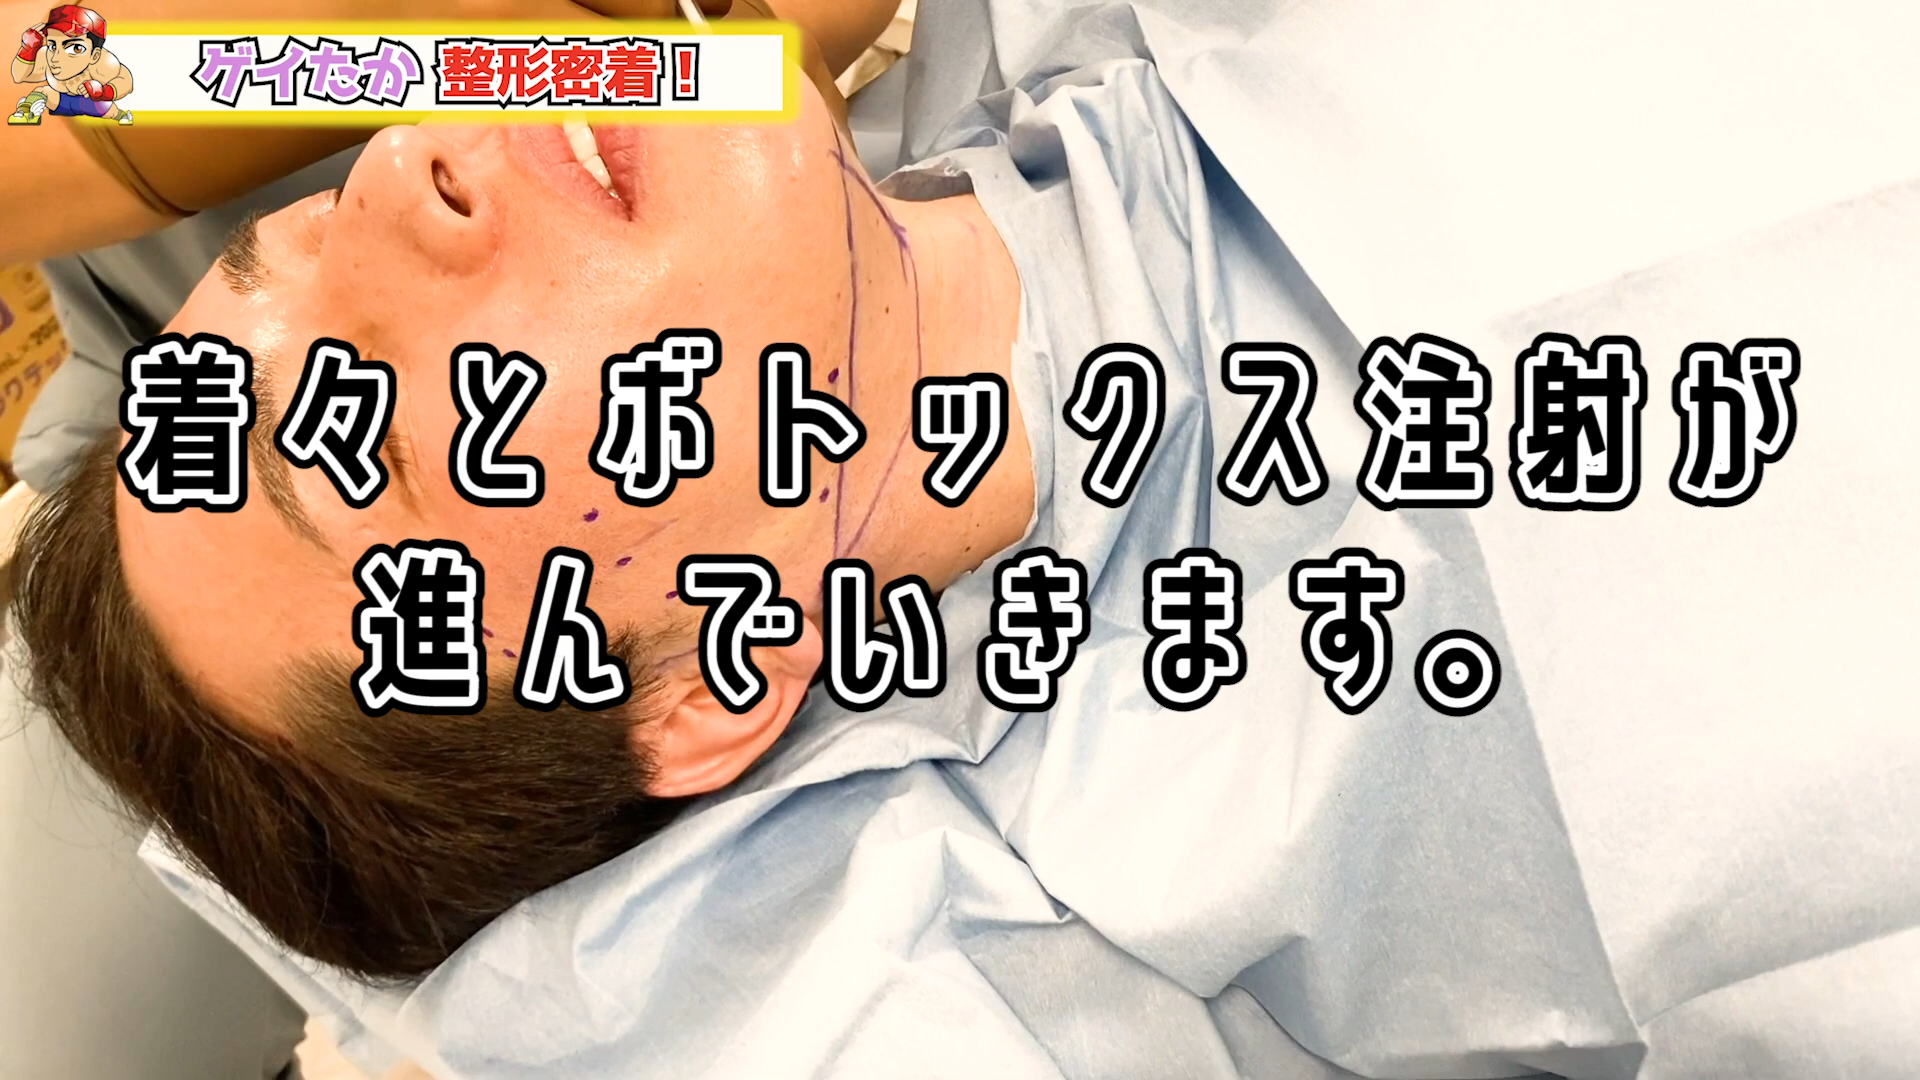 ゲイたか 整形密着!
着々とボトックス注射が
進んでいきます。